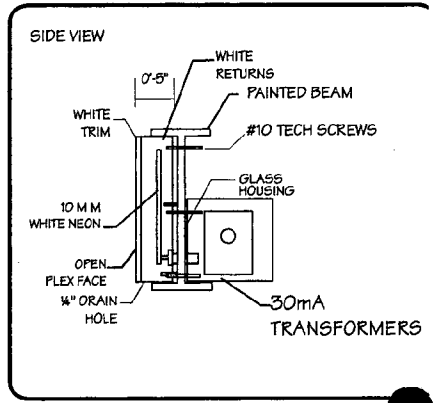 SIDE VIEW
0'-5"
WHITE
RETURNS
PAINTED BEAM
WHITE
TRIM
#10 TECH SCREWS
GLASS
HOUSING
10 M M
WHITE NEON
OPEN
PLEX FACE
¼" DRAIN
HOLE
30mA
TRANSFORMERS